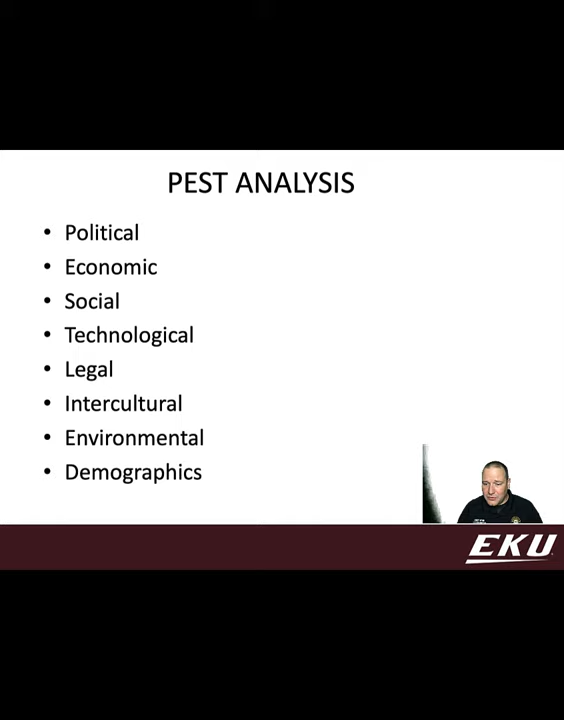 PEST ANALYSIS
• Political
• Economic
• Social
• Technological
• Legal
• Intercultural
• Environmental
• Demographics
EKU